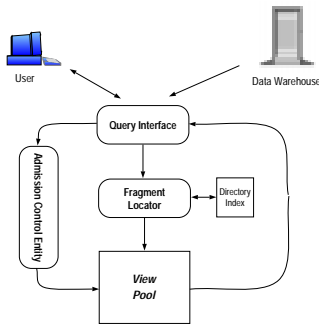 User
Data Warehouse
Query Interface
Admission Control Entity
Fragment
Locator
Directory
Index
View
Pool